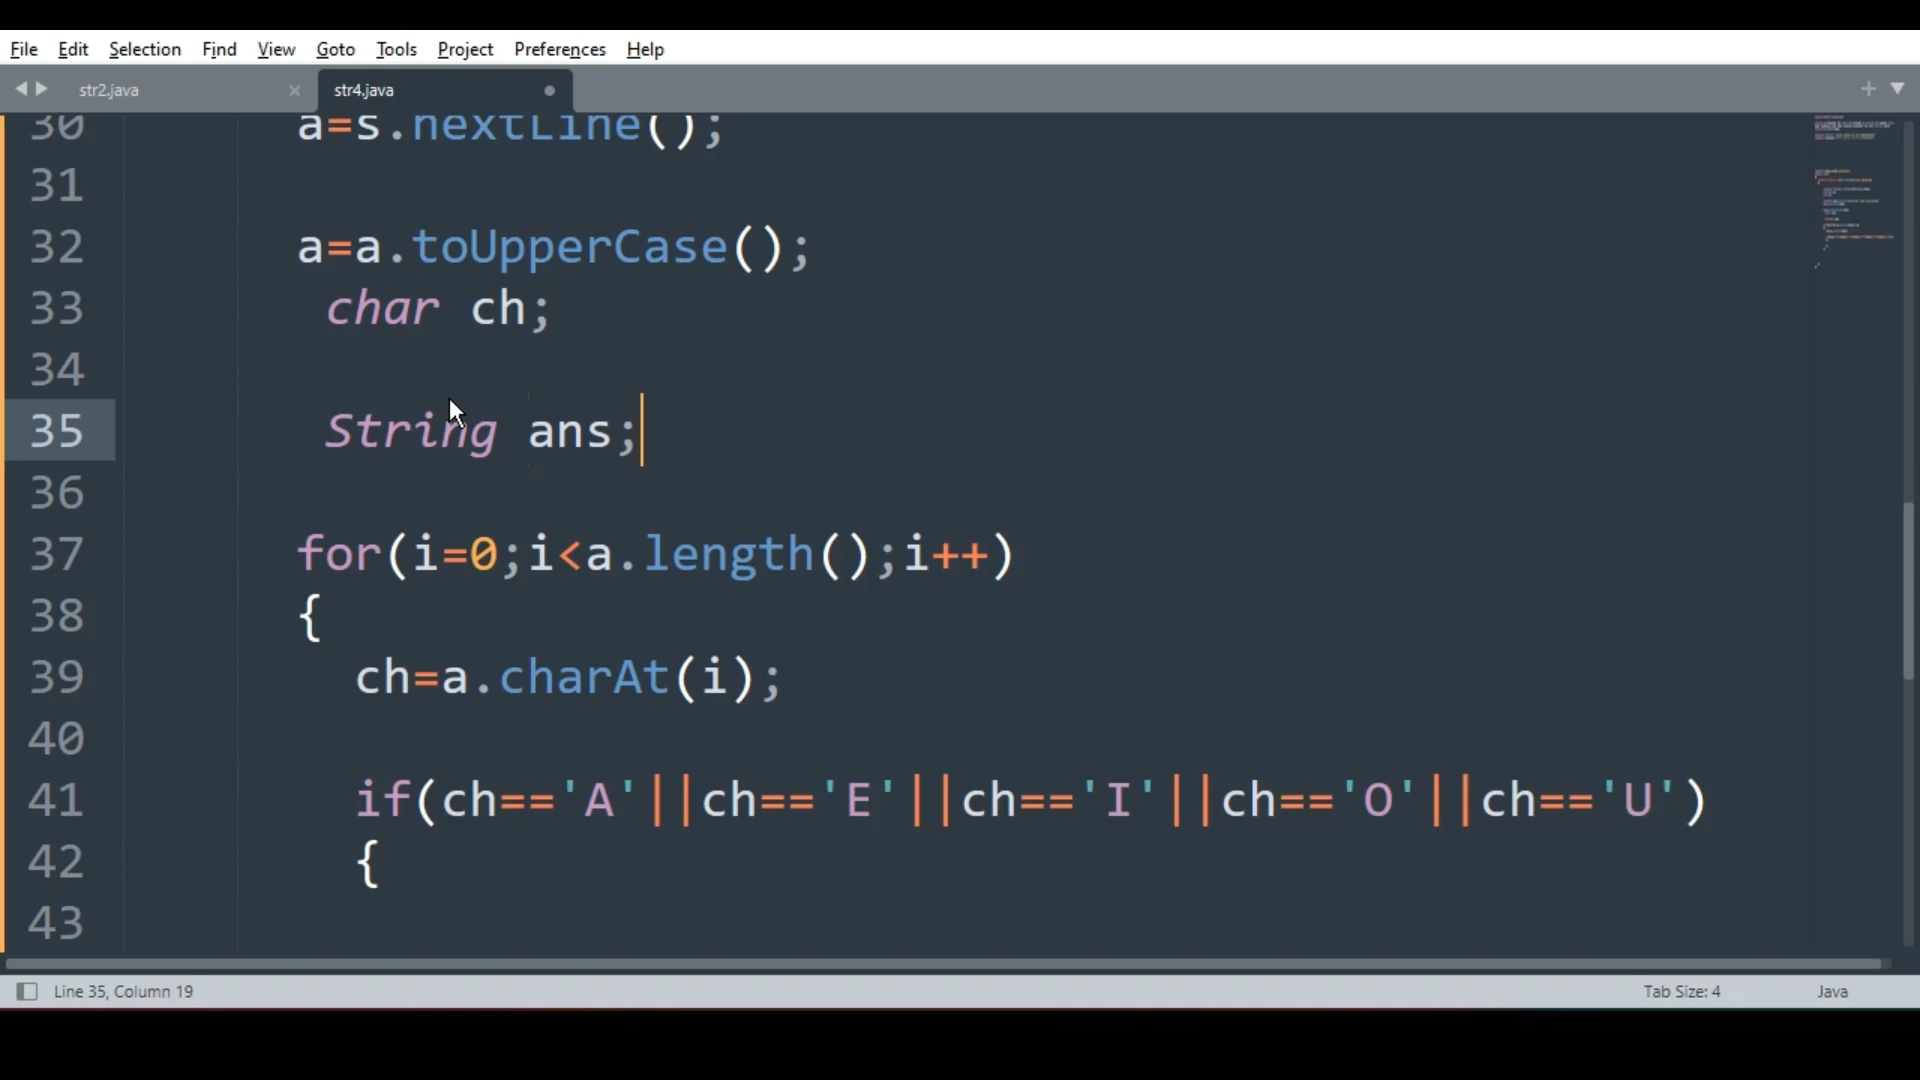 File Edit Selection Find View Goto Tools Project Preferences Help
str2.java str4.java
30 a=s.nextLine();
31
32 a=a.toUpperCase();
33 char ch;
34
35 String ans;
36
37 for(i=0;i<a.length();i++)
38 {
39 ch=a.charAt(i);
40
41 if(ch=='A'||ch=='E'||ch=='I'||ch=='O'||ch=='U')
42 {
43
Line 35, Column 19 Tab Size: 4 Java